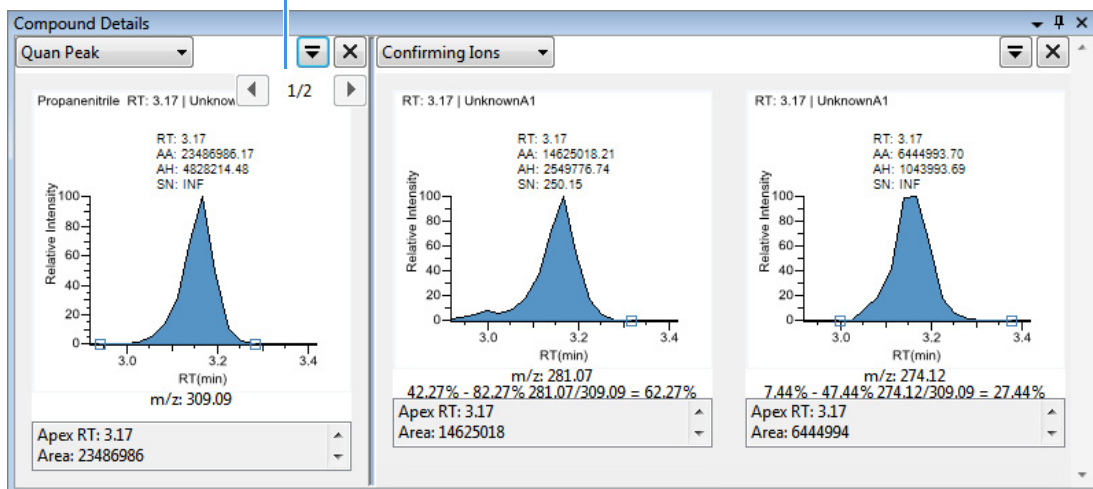 Compound Details
Quan Peak
1/2
Propanenitrile RT: 3.17 | Unknow
RT: 3.17
AA: 23486986.17
AH: 4828214.48
SN: INF
Relative Intensity
100
80
60
40
20
0
3.0 3.2 3.4
RT(min)
m/z: 309.09
Apex RT: 3.17
Area: 23486986
Confirming Ions
RT: 3.17 | UnknownA1
RT: 3.17
AA: 14625018.21
AH: 2549776.74
SN: 250.15
Relative Intensity
100
80
60
40
20
0
3.0 3.2 3.4
RT(min)
m/z: 281.07
42.27% - 82.27% 281.07/309.09 = 62.27%
Apex RT: 3.17
Area: 14625018
RT: 3.17 | UnknownA1
RT: 3.17
AA: 6444993.70
AH: 1043993.69
SN: INF
Relative Intensity
100
80
60
40
20
0
3.0 3.2 3.4
RT(min)
m/z: 274.12
7.44% - 47.44% 274.12/309.09 = 27.44%
Apex RT: 3.17
Area: 6444994